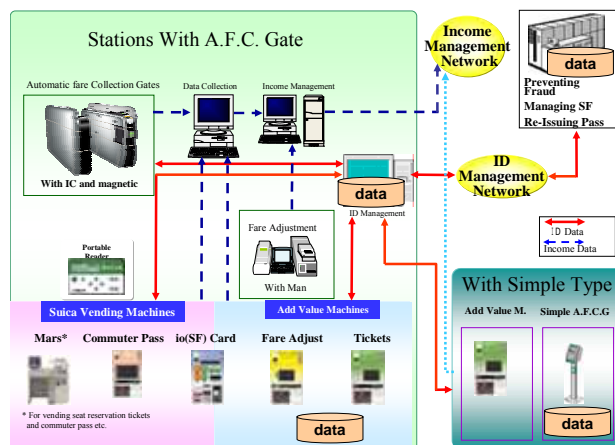 Stations With A.F.C. Gate
Automatic fare Collection Gates
Data Collection
Income Management
With IC and magnetic
data
ID Management
Fare Adjustment
With Man
Portable
Reader
Suica Vending Machines
Add Value Machines
Mars*
Commuter Pass
io(SF) Card
Fare Adjust
Tickets
* For vending seat reservation tickets
and commuter pass etc.
data
Income
Management
Network
data
Preventing
Fraud
Managing SF
Re-Issuing Pass
ID
Management
Network
ID Data
Income Data
With Simple Type
Add Value M.
Simple A.F.C.G
data